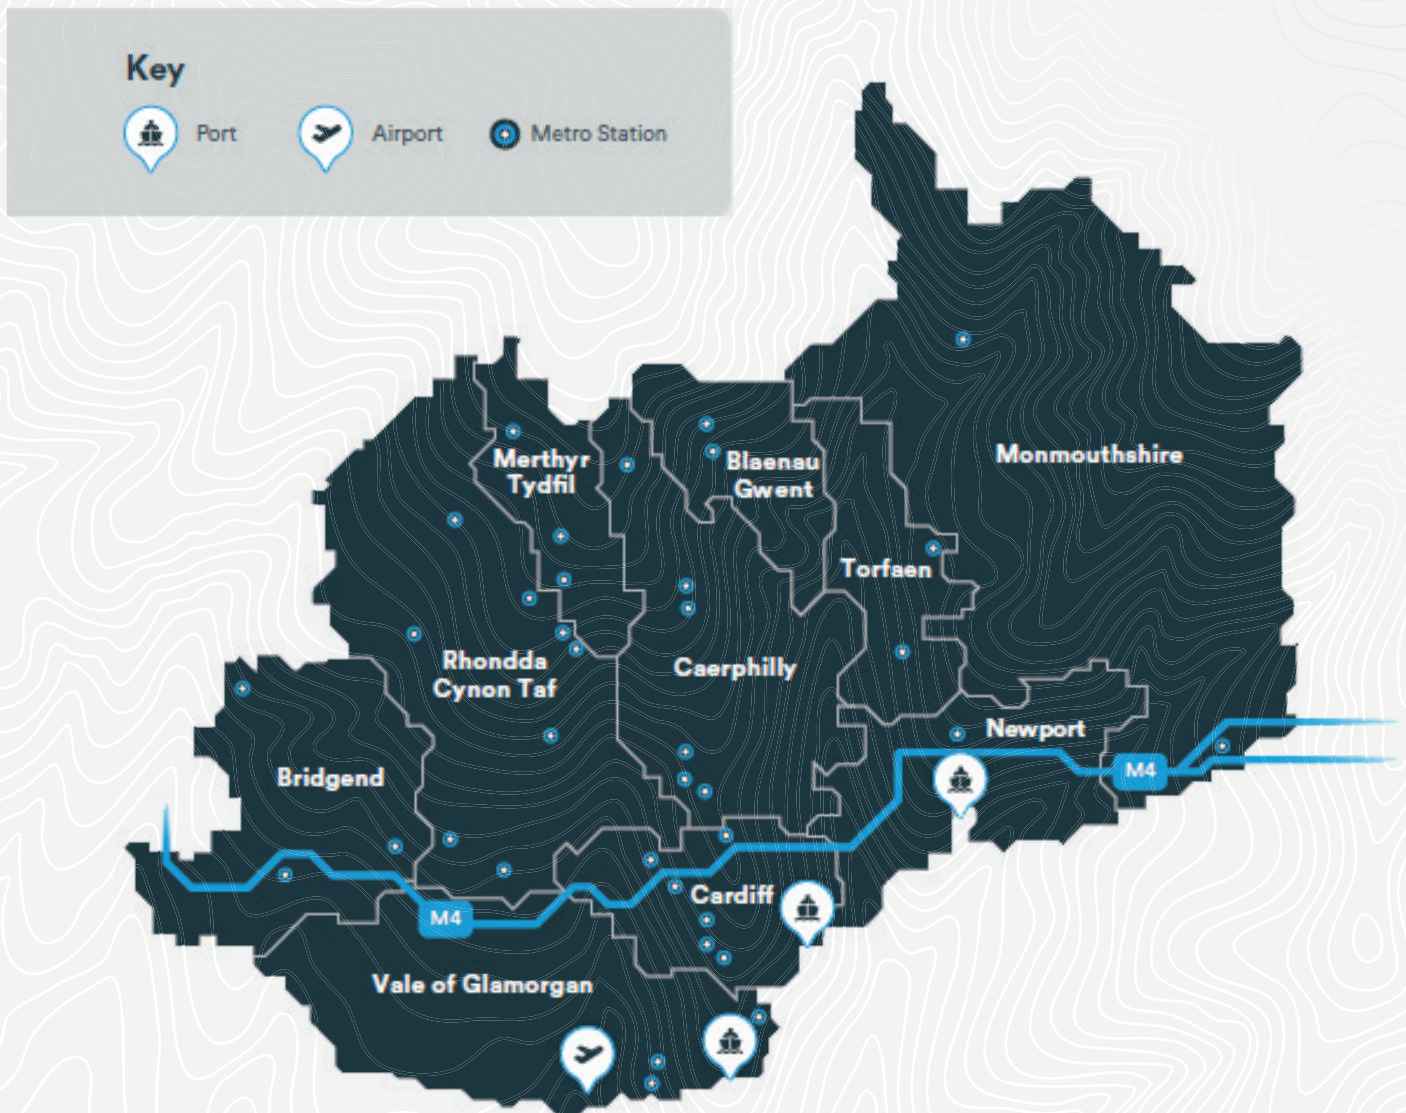 Key
Port
Airport
Metro Station
Monmouthshire
Merthyr
Tydfil
Blaenau
Gwent
Torfaen
Rhondda
Cynon Taf
Caerphilly
Newport
M4
Bridgend
Cardiff
M4
Vale of Glamorgan